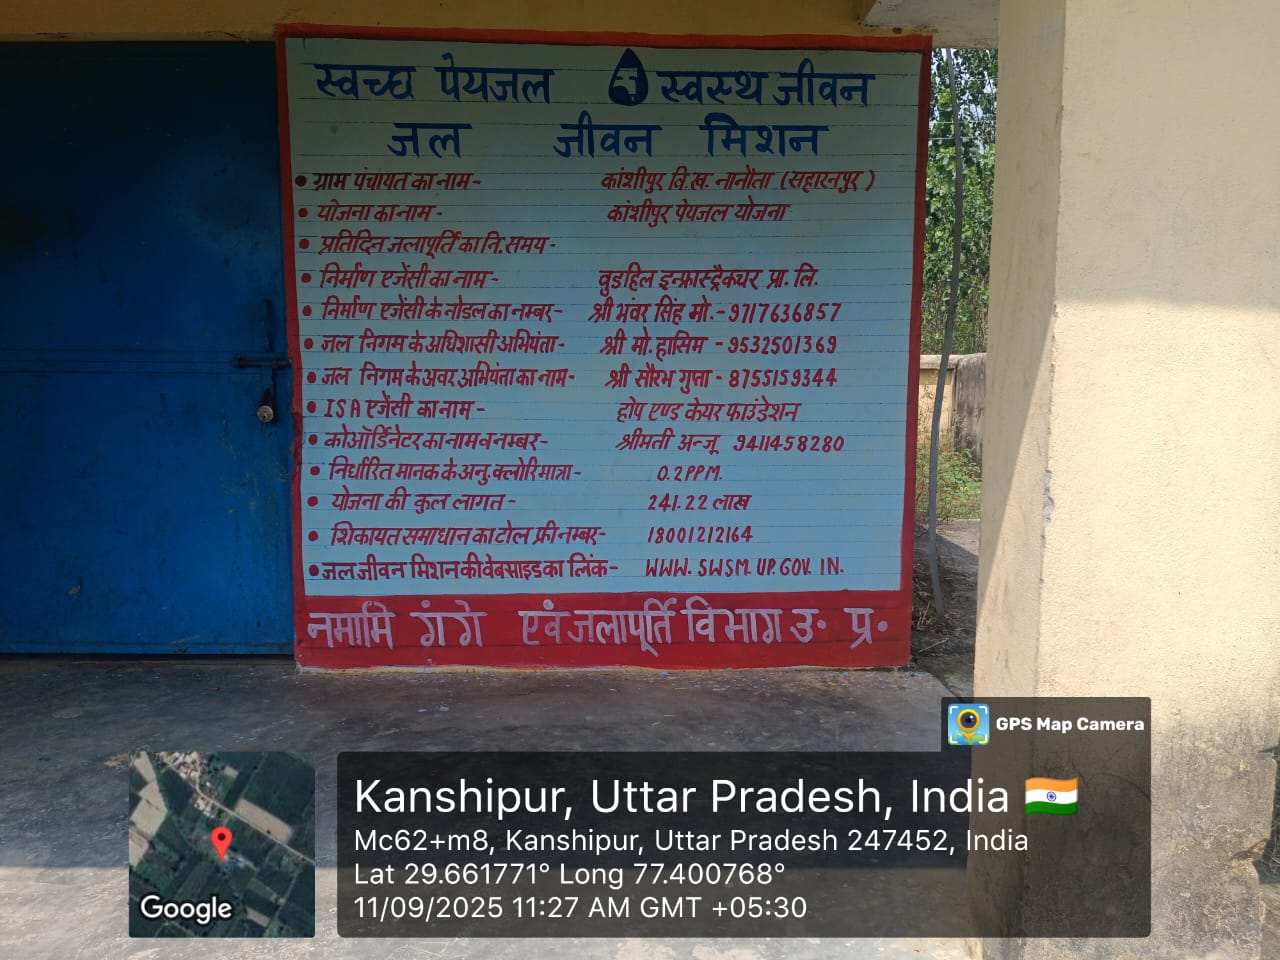 स्वच्छ पेयजल स्वस्थ जीवन
जल जीवन मिशन
• ग्राम पंचायत का नाम- कांशीपुर वि.ख. नानौता (सहारनपुर)
• योजना का नाम- कांशीपुर पेयजल योजना
• प्रतिदिन जलापूर्ति का नि. समय-
• निर्माण एजेंसी का नाम- वुडहिल इन्फ्रास्ट्रैक्चर प्रा. लि.
• निर्माण एजेंसी के नोडल का नम्बर- श्री भंवर सिंह मो.-9717636857
• जल निगम के अधिशासी अभियंता- श्री मो. हासिम - 9532501369
• जल निगम के अवर अभियंता का नाम- श्री सौरभ गुप्ता - 8755159344
• ISA एजेंसी का नाम- होप एण्ड केयर फाउंडेशन
• कोऑर्डिनेटर का नाम व नम्बर- श्रीमती अन्जू 9411458280
• निर्धारित मानक के अनु. क्लोरिमात्रा- 0.2 PPM.
• योजना की कुल लागत- 241.22 लाख
• शिकायत समाधान का टोल फ्री नम्बर- 18001212164
• जल जीवन मिशन की वेबसाइड का लिंक- WWW. SWSM. UP. GOV. IN.
नमामि गंगे एवं जलापूर्ति विभाग उ. प्र.
GPS Map Camera
Kanshipur, Uttar Pradesh, India
Mc62+m8, Kanshipur, Uttar Pradesh 247452, India
Lat 29.661771° Long 77.400768°
11/09/2025 11:27 AM GMT +05:30
Google